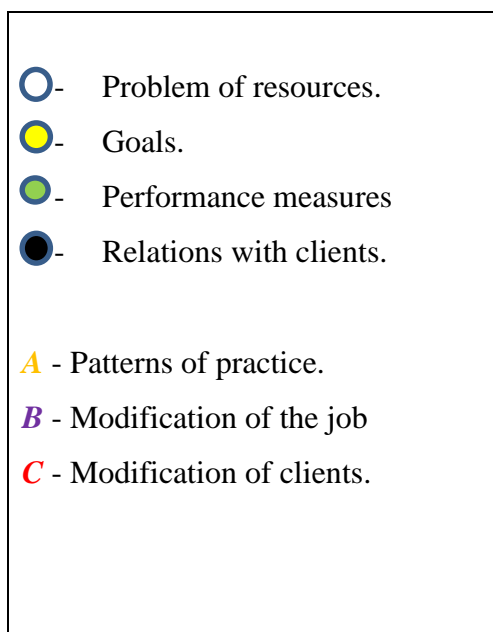 - Problem of resources.
- Goals.
- Performance measures
- Relations with clients.
A - Patterns of practice.
B - Modification of the job
C - Modification of clients.